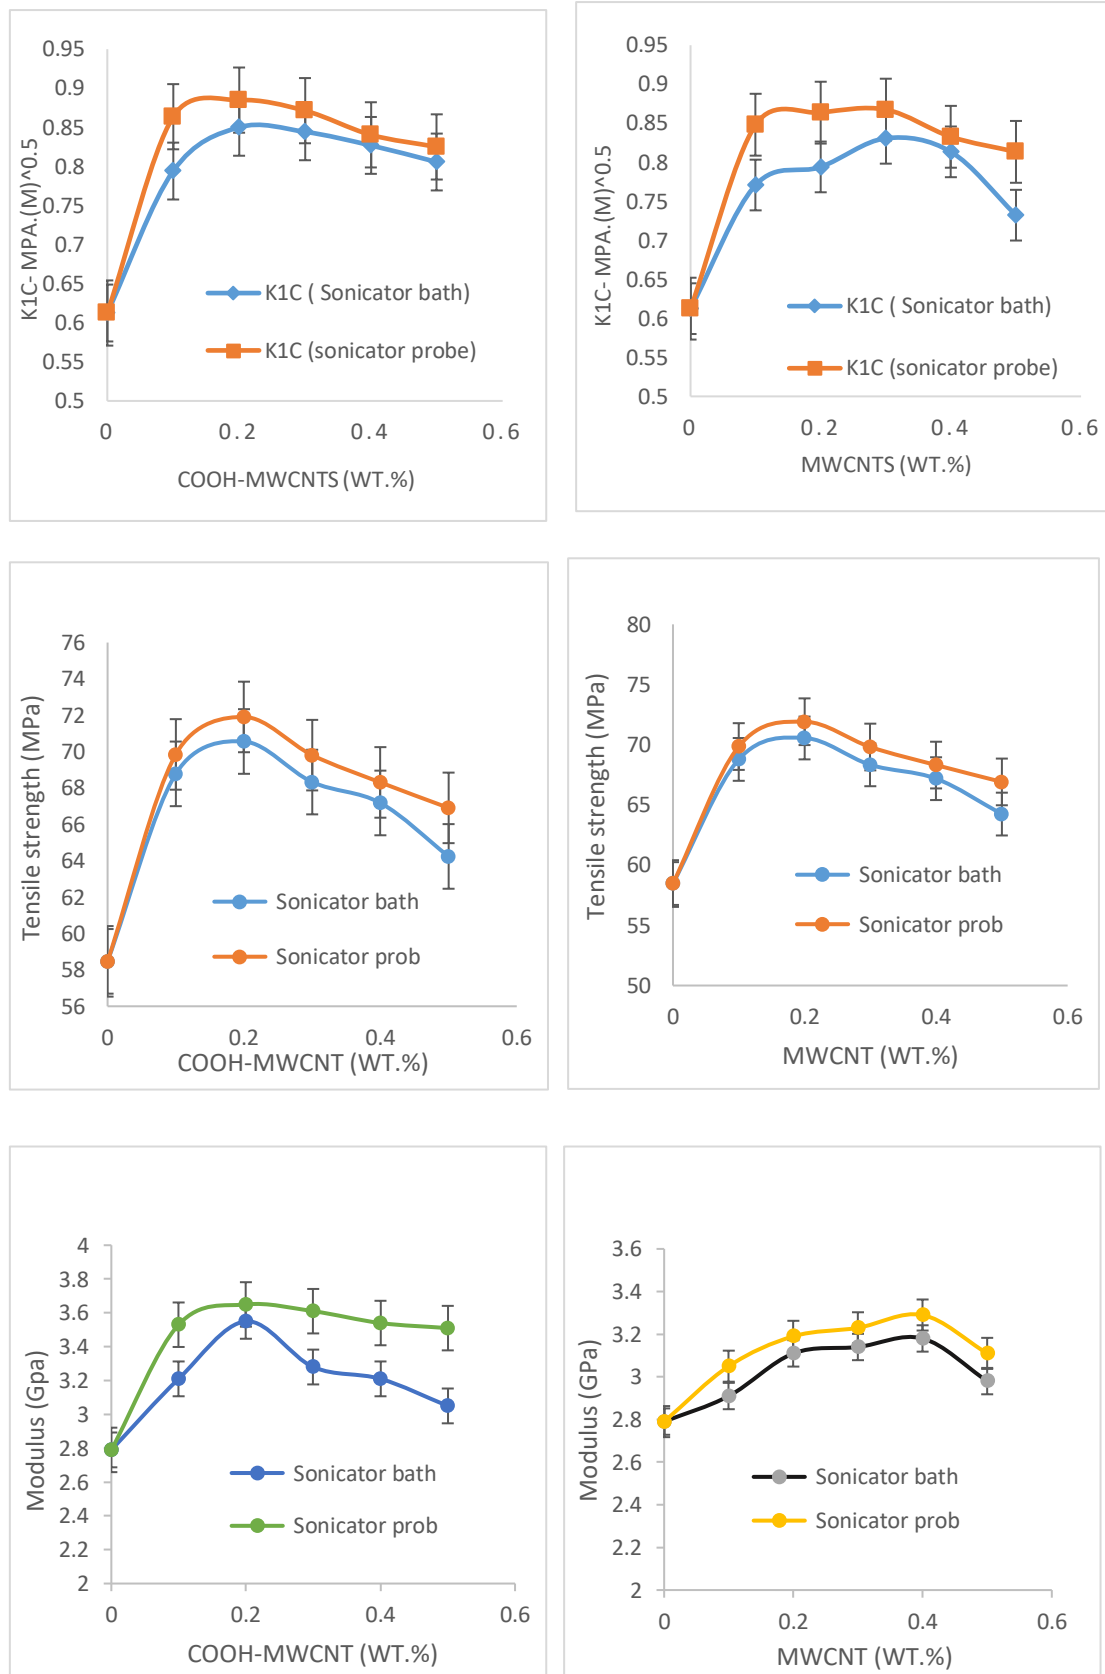 0.95
0.9
0.85
0.8
0.75
0.7
0.65
0.6
0.55
0.5
K1C- MPA.(M)^0.5
K1C ( Sonicator bath)
K1C (sonicator probe)
0 0.2 0.4 0.6
COOH-MWCNTS (WT.%)
0.95
0.9
0.85
0.8
0.75
0.7
0.65
0.6
0.55
0.5
K1C- MPA.(M)^0.5
K1C ( Sonicator bath)
K1C (sonicator probe)
0 0.2 0.4 0.6
MWCNTS (WT.%)
76
74
72
70
68
66
64
62
60
58
56
Tensile strength (MPa)
Sonicator bath
Sonicator prob
0 0.2 0.4 0.6
COOH-MWCNT (WT.%)
80
75
70
65
60
55
50
Tensile strength (MPa)
Sonicator bath
Sonicator prob
0 0.2 0.4 0.6
MWCNT (WT.%)
4
3.8
3.6
3.4
3.2
3
2.8
2.6
2.4
2.2
2
Modulus (Gpa)
Sonicator bath
Sonicator prob
0 0.2 0.4 0.6
COOH-MWCNT (WT.%)
3.6
3.4
3.2
3
2.8
2.6
2.4
2.2
2
Modulus (GPa)
Sonicator bath
Sonicator prob
0 0.2 0.4 0.6
MWCNT (WT.%)